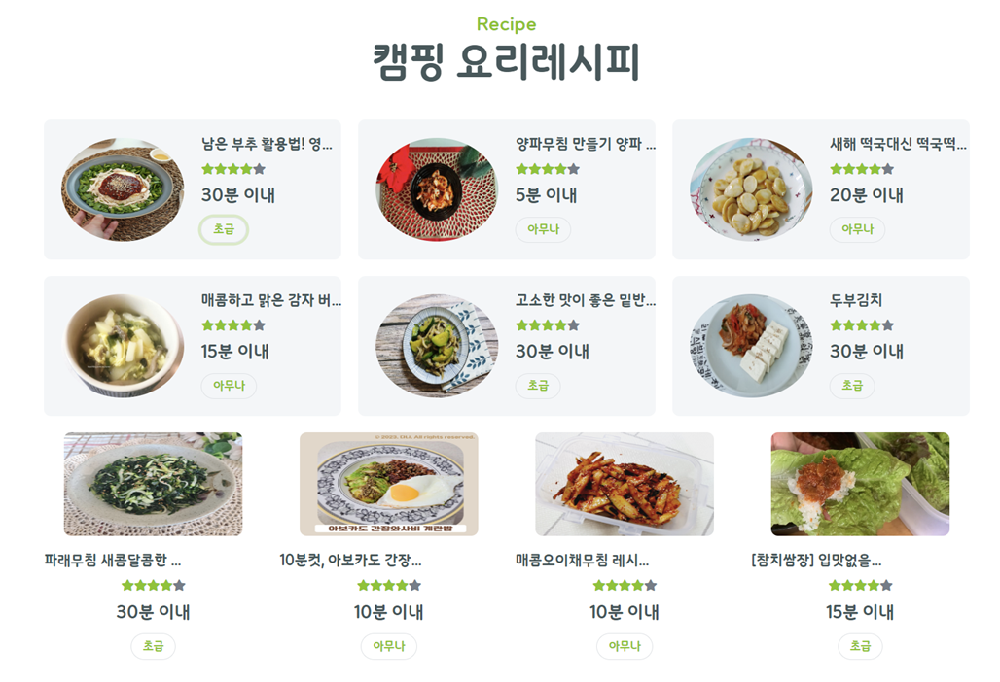 Recipe
캠핑 요리레시피
남은 부추 활용법! 영...
30분 이내
초급
양파무침 만들기 양파 ...
5분 이내
아무나
새해 떡국대신 떡국떡...
20분 이내
아무나
매콤하고 맑은 감자 버...
15분 이내
아무나
고소한 맛이 좋은 밑반...
30분 이내
초급
두부김치
30분 이내
초급
파래무침 새콤달콤한 ...
30분 이내
초급
© 2023. OLI. All rights reserved.
아보카도 간장와사비 계란밥
10분컷, 아보카도 간장...
10분 이내
아무나
매콤오이채무침 레시...
10분 이내
아무나
[참치쌈장] 입맛없을...
15분 이내
초급